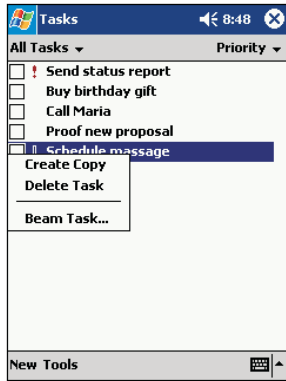 Tasks 8:48
All Tasks Priority
! Send status report
Buy birthday gift
Call Maria
Proof new proposal
Schedule massage
Create Copy
Delete Task
Beam Task...
New Tools